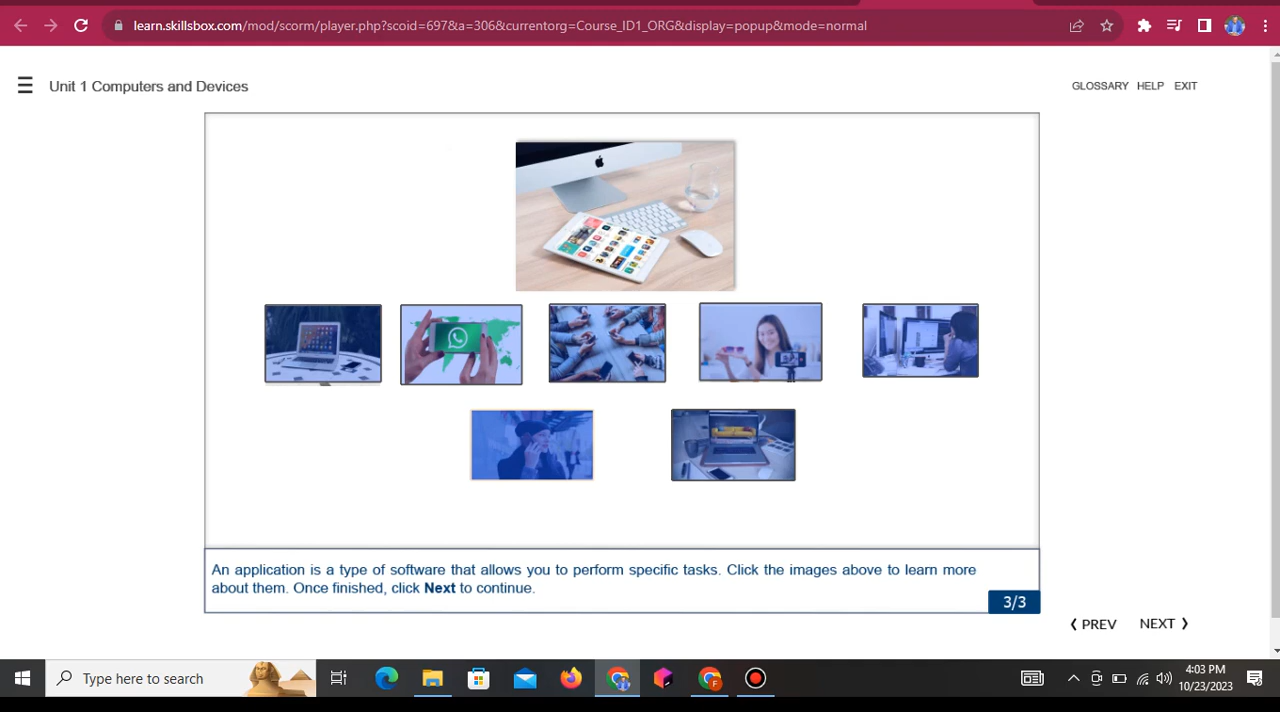 learn.skillsbox.com/mod/scorm/player.php?scoid=697&a=306&currentorg=Course_ID1_ORG&display=popup&mode=normal
Unit 1 Computers and Devices
GLOSSARY HELP EXIT
An application is a type of software that allows you to perform specific tasks. Click the images above to learn more
about them. Once finished, click Next to continue.
3/3
❮ PREV NEXT ❯
Type here to search
F
4:03 PM
10/23/2023